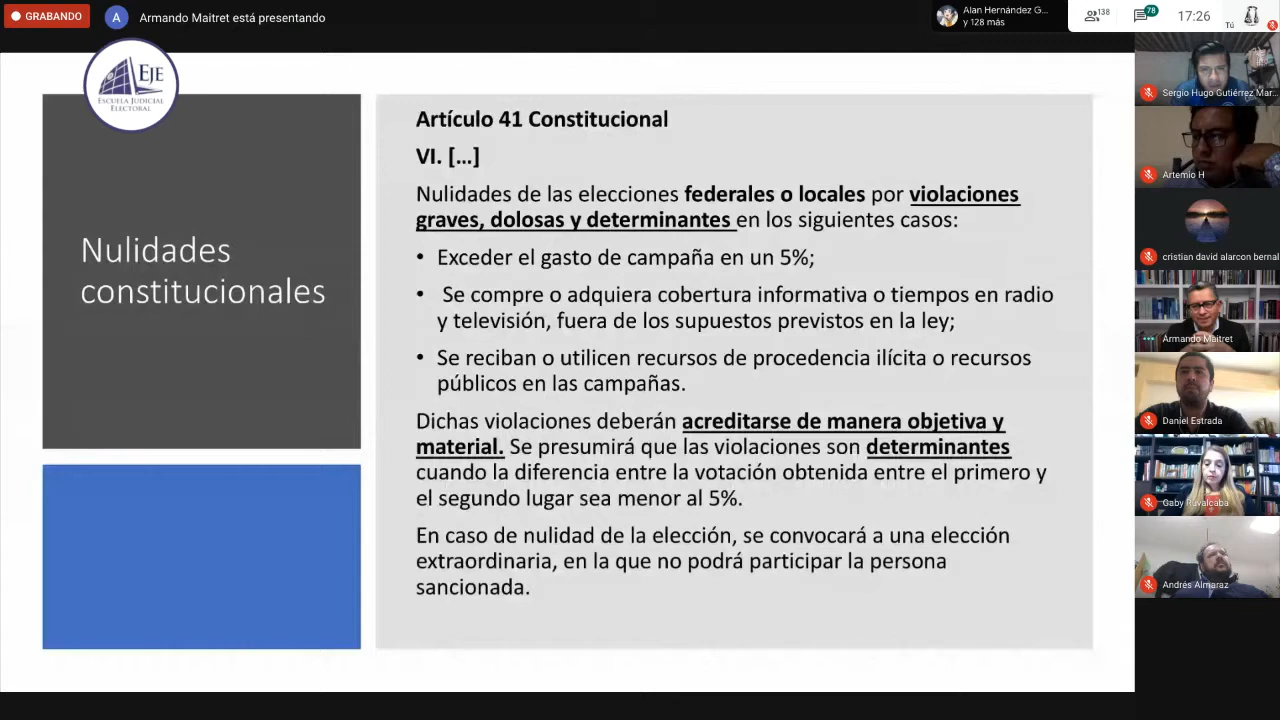 GRABANDO
A
Armando Maitret está presentando
Alan Hernández G...
y 128 más
138
78
17:26
Tú
EJE
ESCUELA JUDICIAL
ELECTORAL
Nulidades
constitucionales
Artículo 41 Constitucional
VI. [...]
Nulidades de las elecciones federales o locales por violaciones
graves, dolosas y determinantes en los siguientes casos:
• Exceder el gasto de campaña en un 5%;
• Se compre o adquiera cobertura informativa o tiempos en radio
y televisión, fuera de los supuestos previstos en la ley;
• Se reciban o utilicen recursos de procedencia ilícita o recursos
públicos en las campañas.
Dichas violaciones deberán acreditarse de manera objetiva y
material. Se presumirá que las violaciones son determinantes
cuando la diferencia entre la votación obtenida entre el primero y
el segundo lugar sea menor al 5%.
En caso de nulidad de la elección, se convocará a una elección
extraordinaria, en la que no podrá participar la persona
sancionada.
Sergio Hugo Gutiérrez Mar...
Artemio H
cristian david alarcon bernal
Armando Maitret
Daniel Estrada
Gaby Ruvalcaba
Andrés Almaraz